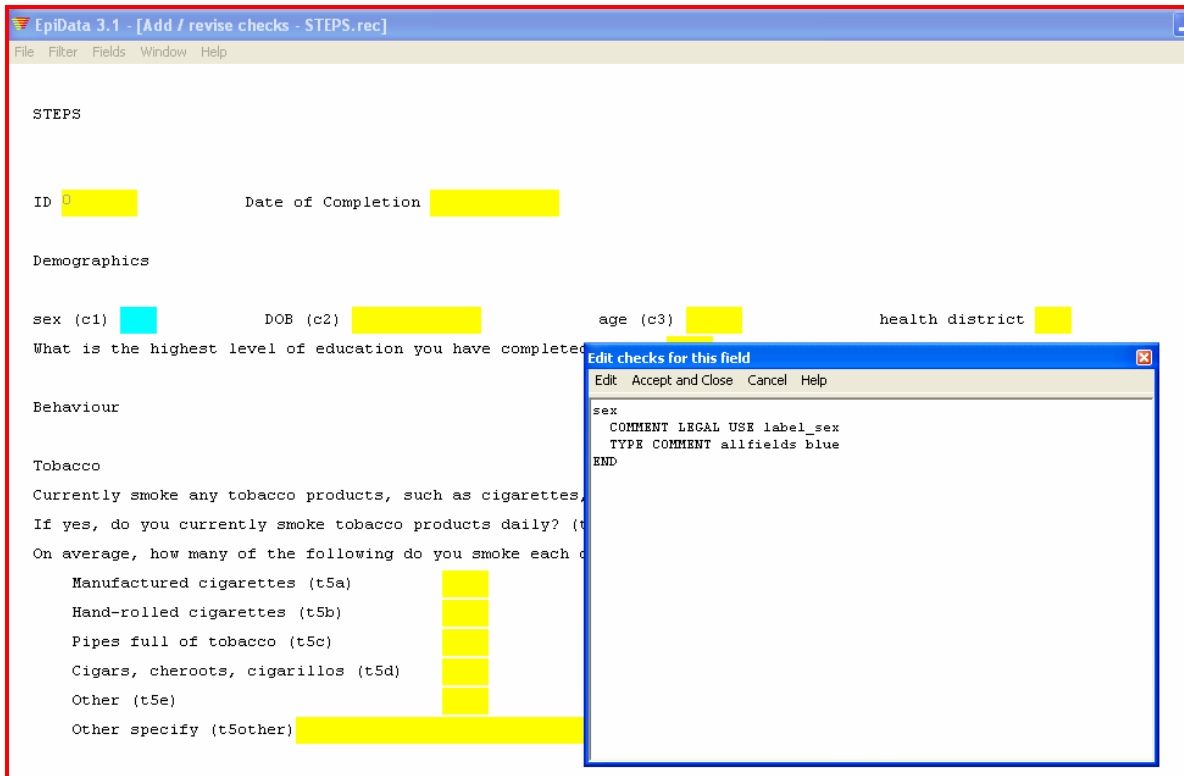 EpiData 3.1 - [Add / revise checks - STEPS.rec]
File Filter Fields Window Help
STEPS
ID 0 Date of Completion
Demographics
sex (c1) DOB (c2) age (c3) health district
What is the highest level of education you have completed
Behaviour
Tobacco
Currently smoke any tobacco products, such as cigarettes,
If yes, do you currently smoke tobacco products daily? (t
On average, how many of the following do you smoke each d
Manufactured cigarettes (t5a)
Hand-rolled cigarettes (t5b)
Pipes full of tobacco (t5c)
Cigars, cheroots, cigarillos (t5d)
Other (t5e)
Other specify (t5other)
Edit checks for this field
Edit Accept and Close Cancel Help
sex
COMMENT LEGAL USE label_sex
TYPE COMMENT allfields blue
END